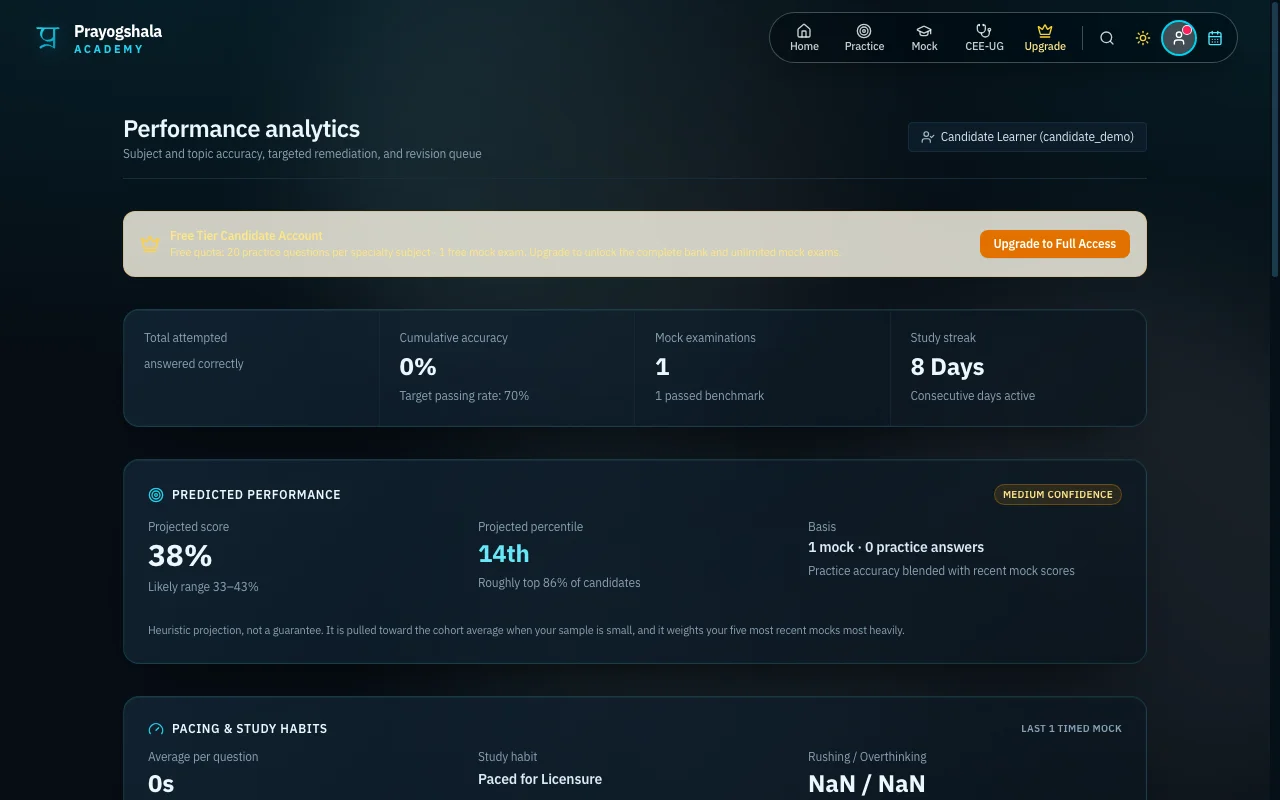 Prayogshala
ACADEMY
Home
Practice
Mock
CEE-UG
Upgrade
Performance analytics
Subject and topic accuracy, targeted remediation, and revision queue
Candidate Learner (candidate_demo)
Free Tier Candidate Account
Free quota: 20 practice questions per specialty subject · 1 free mock exam. Upgrade to unlock the complete bank and unlimited mock exams.
Upgrade to Full Access
Total attempted
answered correctly
Cumulative accuracy
0%
Target passing rate: 70%
Mock examinations
1
1 passed benchmark
Study streak
8 Days
Consecutive days active
PREDICTED PERFORMANCE
MEDIUM CONFIDENCE
Projected score
38%
Likely range 33–43%
Projected percentile
14th
Roughly top 86% of candidates
Basis
1 mock · 0 practice answers
Practice accuracy blended with recent mock scores
Heuristic projection, not a guarantee. It is pulled toward the cohort average when your sample is small, and it weights your five most recent mocks most heavily.
PACING & STUDY HABITS
LAST 1 TIMED MOCK
Average per question
0s
Study habit
Paced for Licensure
Rushing / Overthinking
NaN / NaN